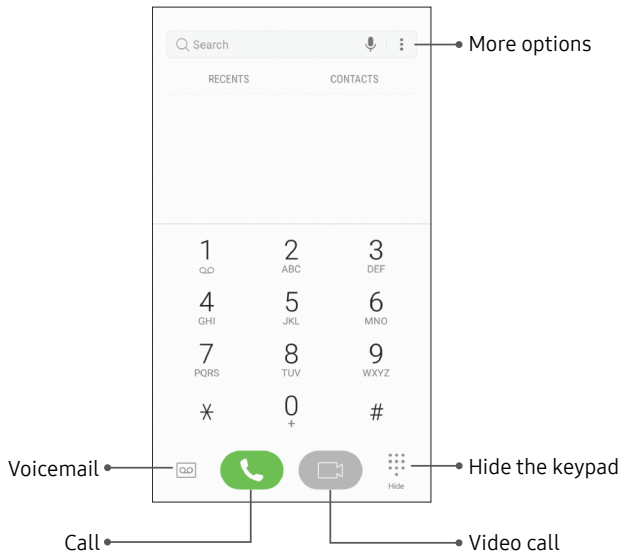 Search
More options
RECENTS CONTACTS
1 2 3
ABC DEF
4 5 6
GHI JKL MNO
7 8 9
PQRS TUV WXYZ
* 0 #
+
Voicemail
Hide the keypad
Hide
Call
Video call